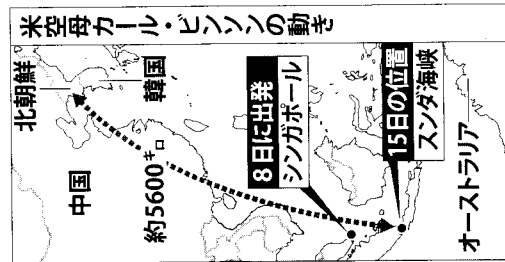 米空母カール・ビンソンの動き
北朝鮮
韓国
中国
約5600㌔
8日に出発
シンガポール
15日の位置
スンダ海峡
オーストラリア